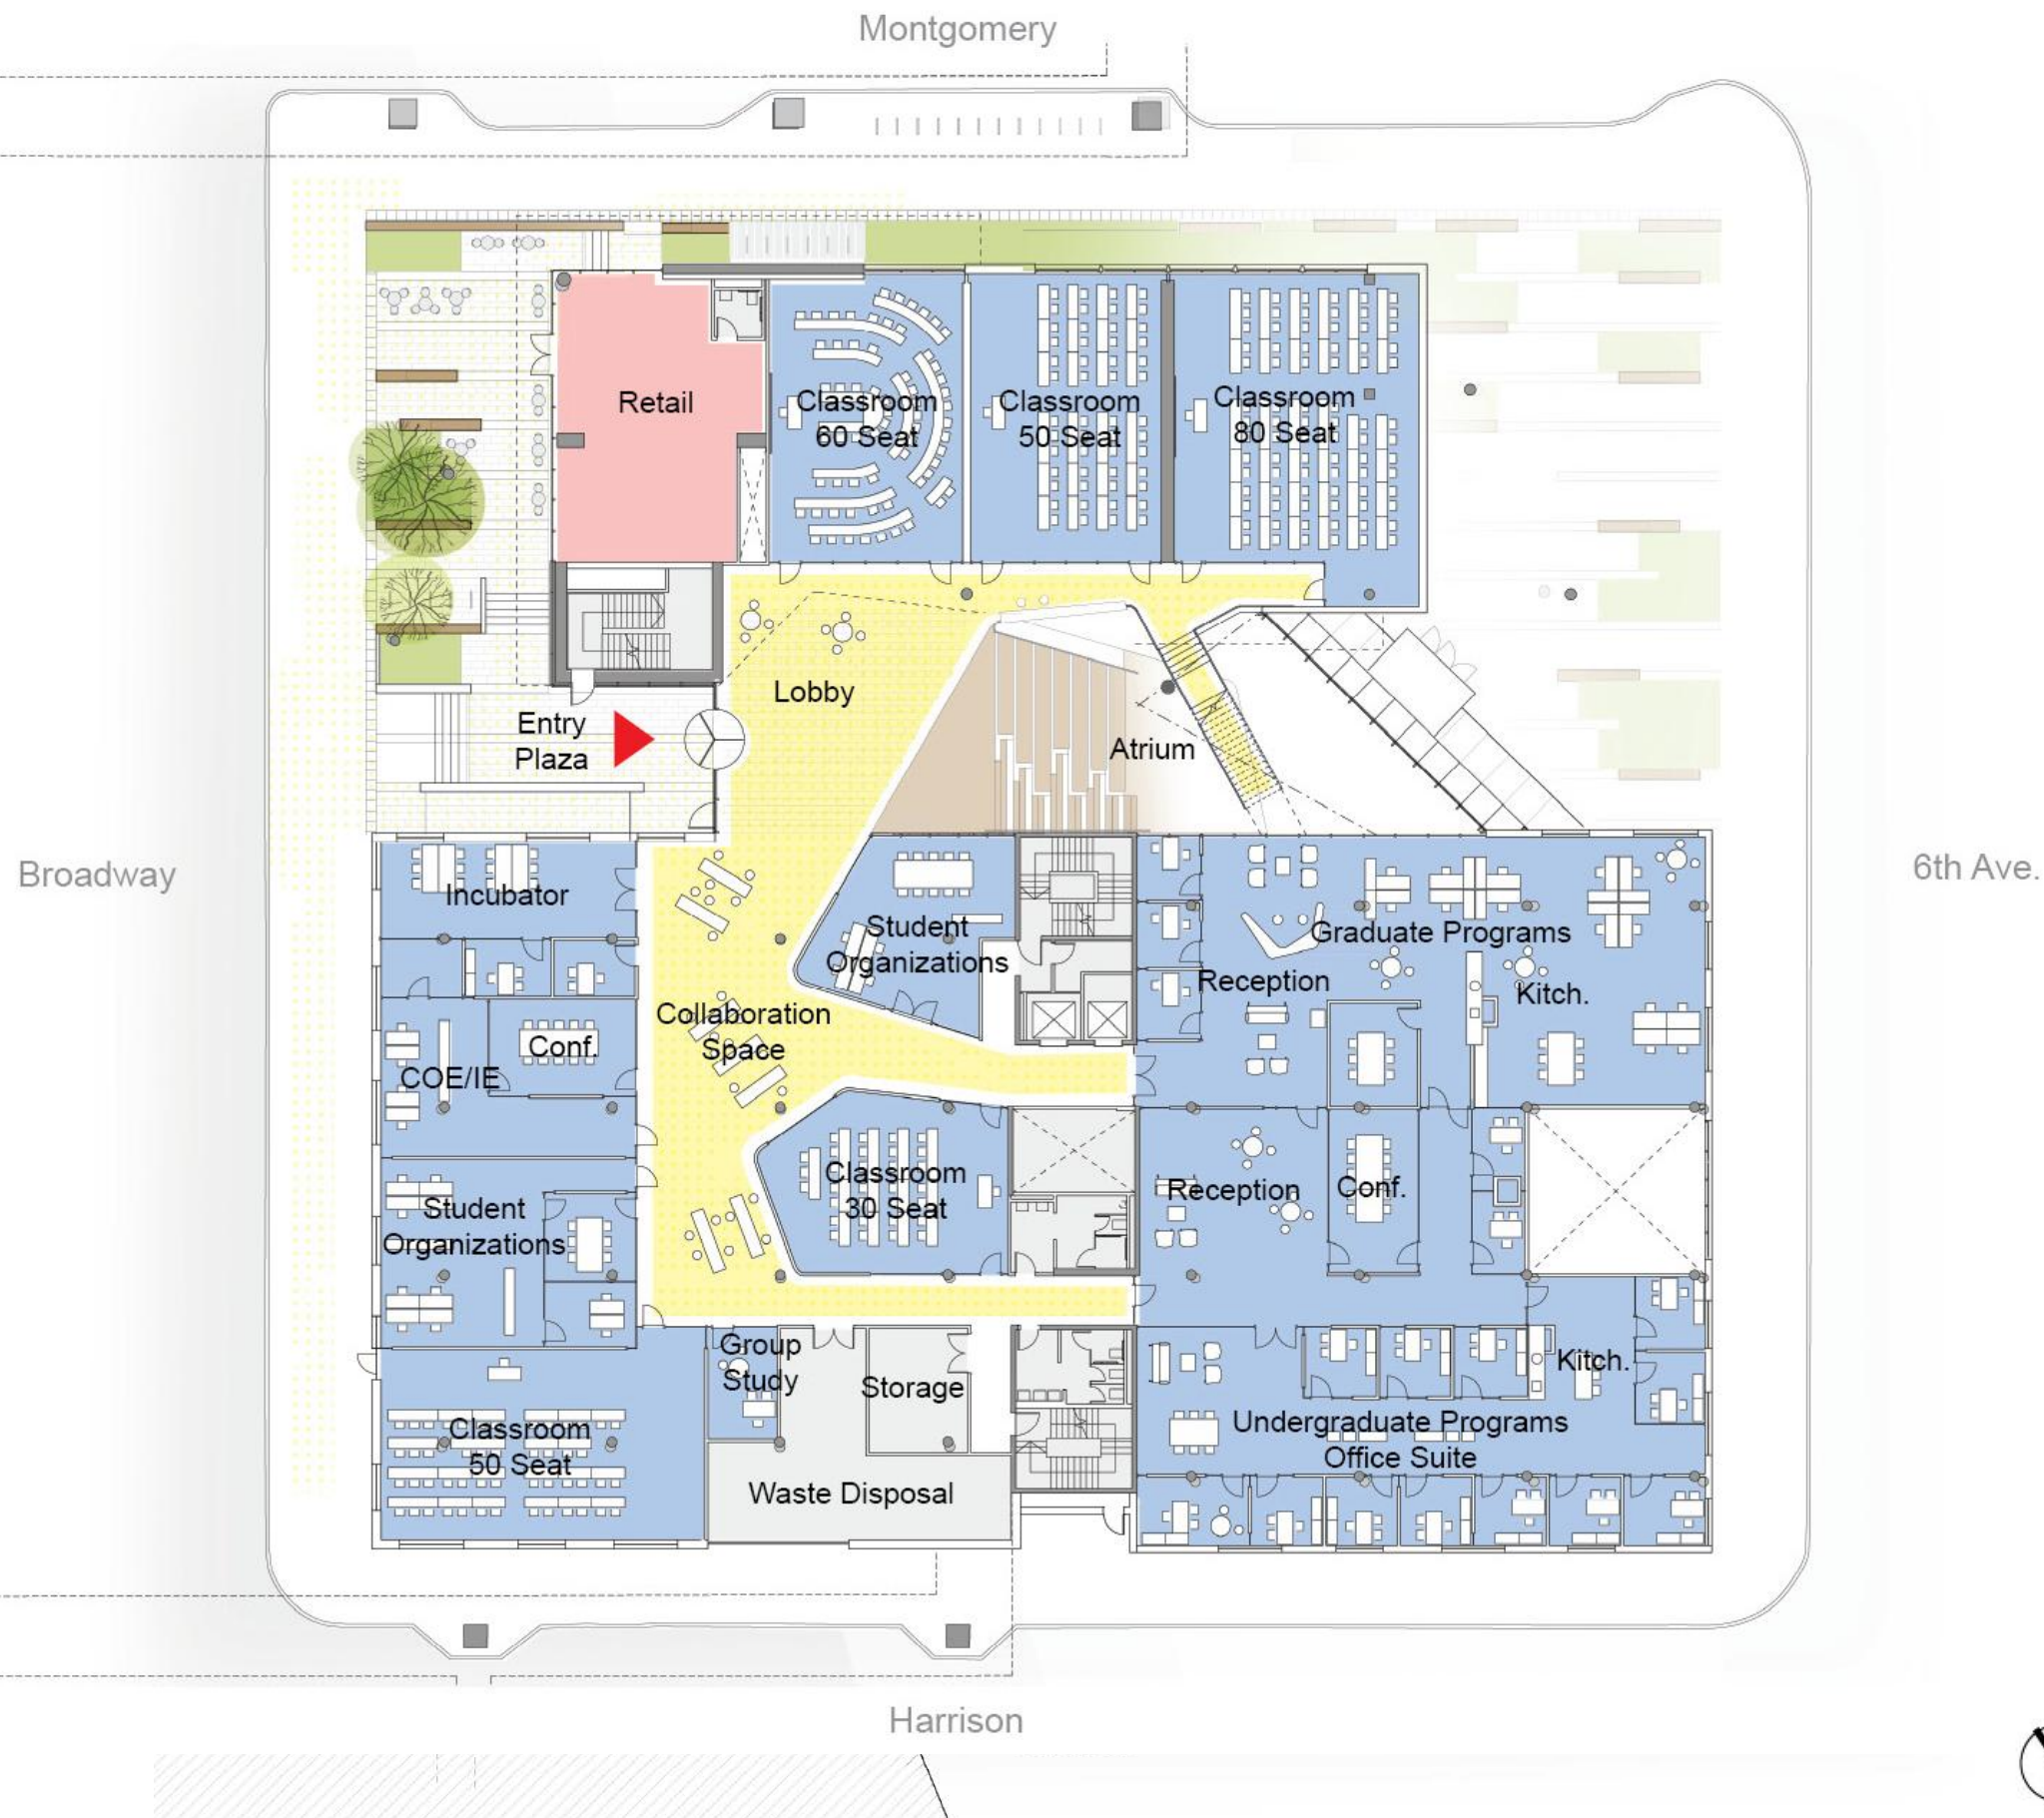 Montgomery
Retail
Classroom
60 Seat
Classroom
50 Seat
Classroom
80 Seat
Lobby
Entry
Plaza
Atrium
Broadway
6th Ave.
Incubator
Student
Organizations
Graduate Programs
Reception
Kitch.
Collaboration
Space
Conf.
COE/IE
Classroom
30 Seat
Reception
Conf.
Student
Organizations
Group
Study
Storage
Kitch.
Undergraduate Programs
Office Suite
Classroom
50 Seat
Waste Disposal
Harrison